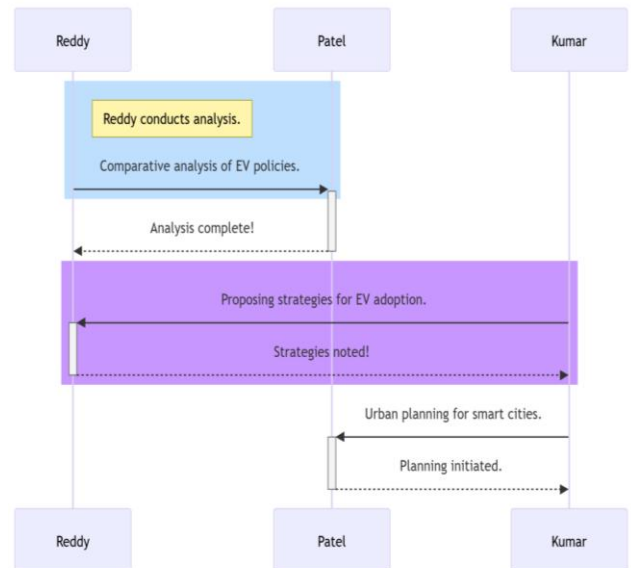 Reddy
Patel
Kumar
Reddy conducts analysis.
Comparative analysis of EV policies.
Analysis complete!
Proposing strategies for EV adoption.
Strategies noted!
Urban planning for smart cities.
Planning initiated.
Reddy
Patel
Kumar